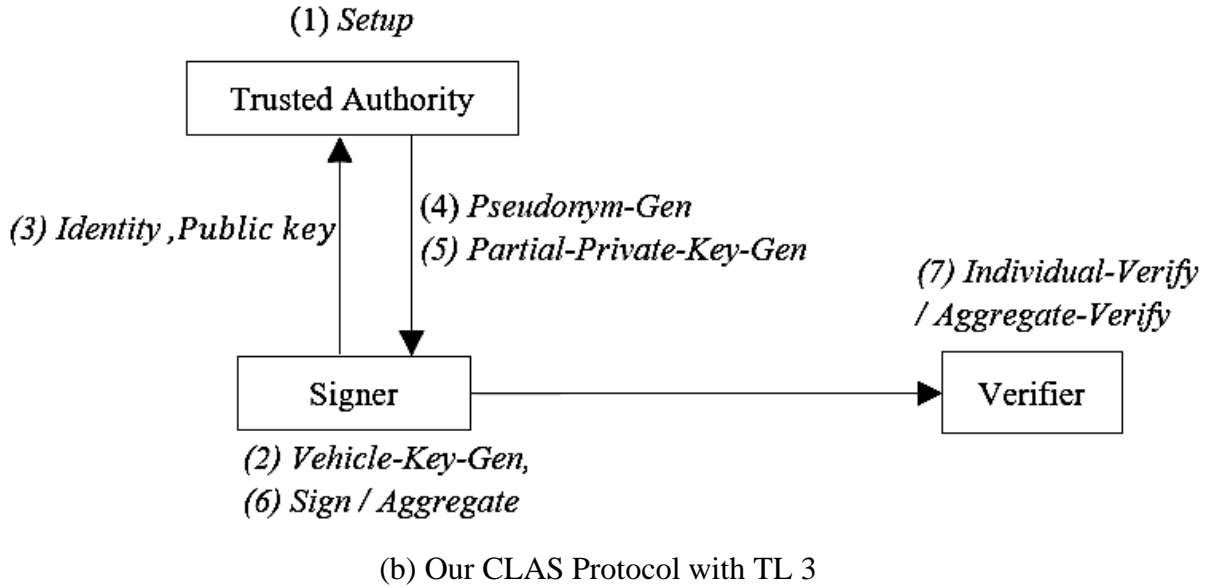 (1) Setup
Trusted Authority
(3) Identity ,Public key
(4) Pseudonym-Gen
(5) Partial-Private-Key-Gen
(7) Individual-Verify
/ Aggregate-Verify
Signer
Verifier
(2) Vehicle-Key-Gen,
(6) Sign / Aggregate
(b) Our CLAS Protocol with TL 3